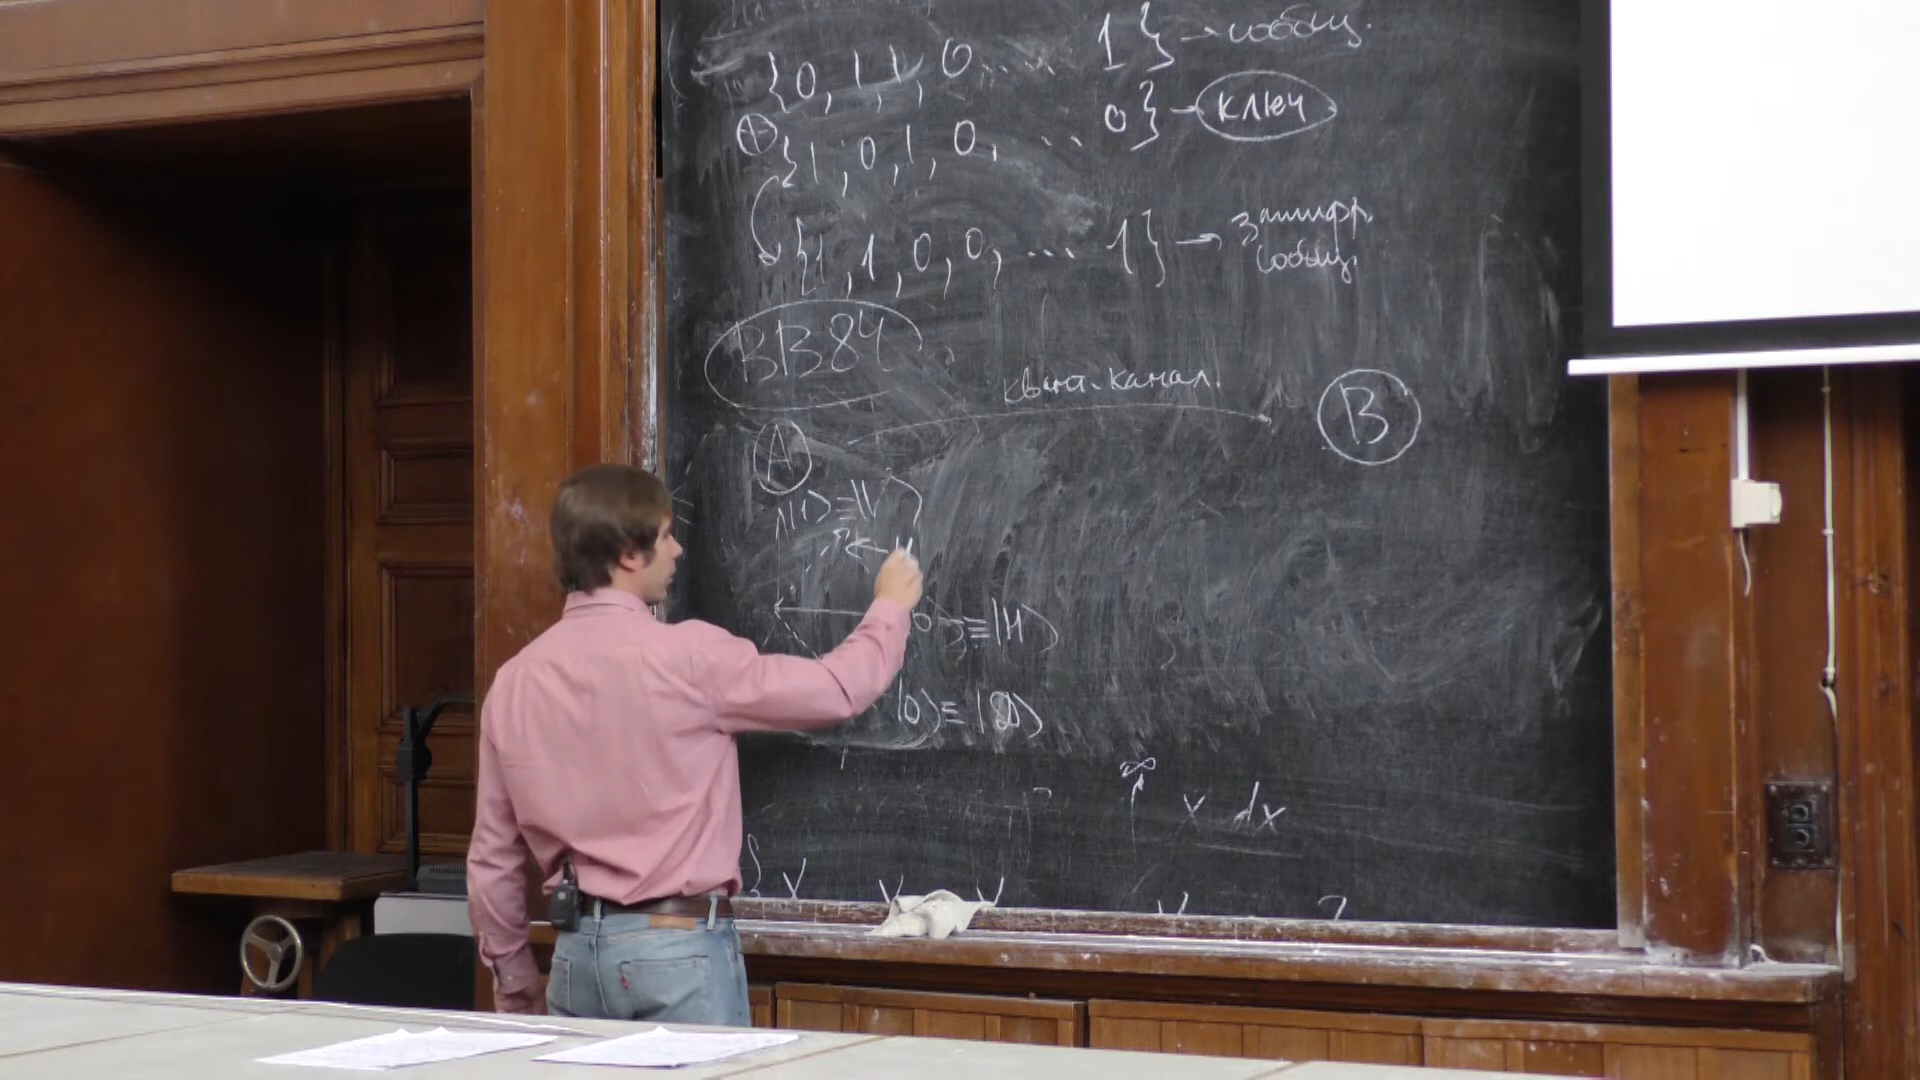 {0, 1, 1, 0 ..... 1} → сообщ.
⊕ {1, 0, 1, 0, ... 0} → ключ
{1, 1, 0, 0, ... 1} → зашифр. сообщ.
BB84
квант. канал.
A
B
|1⟩ ≡ |V⟩
≡ |H⟩
|0⟩ ≡ |D⟩
∞
x dx